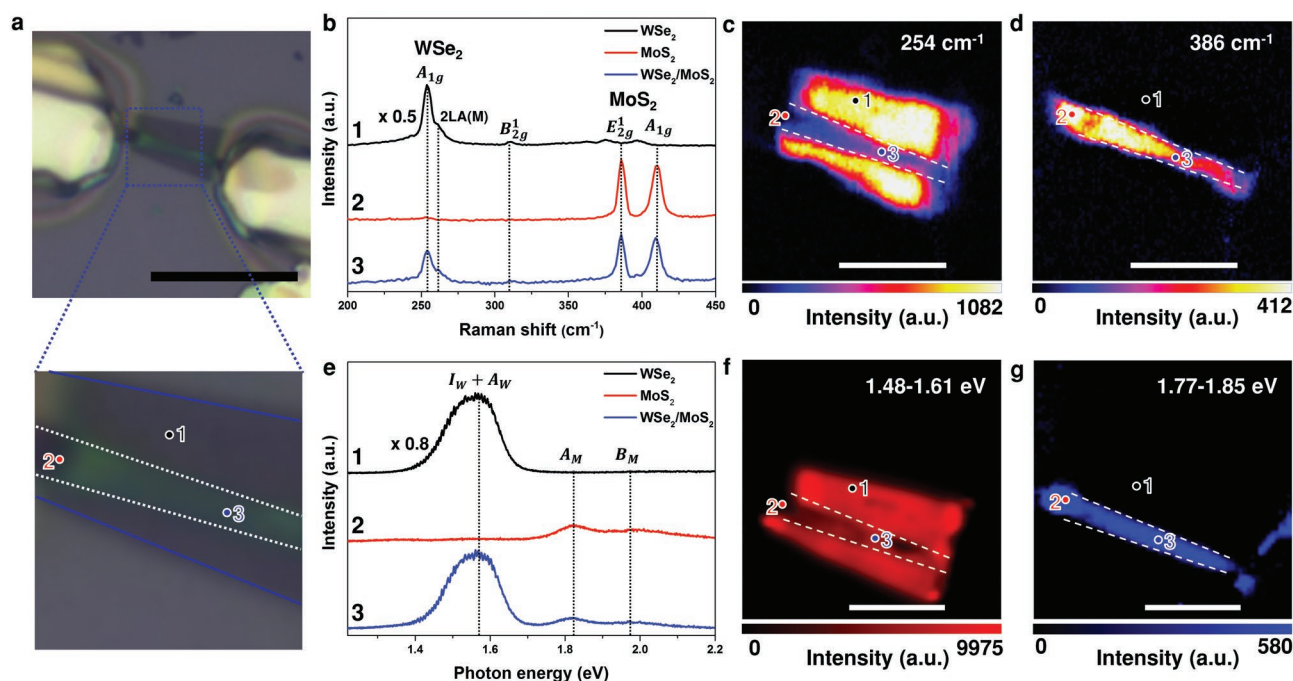 a
1
2
3
b
WSe₂
A₁g
x 0.5
2LA(M)
B¹₂g
MoS₂
E¹₂g
A₁g
WSe₂
MoS₂
WSe₂/MoS₂
1
2
3
Intensity (a.u.)
200 250 300 350 400 450
Raman shift (cm⁻¹)
c
254 cm⁻¹
1
2
3
0 1082
Intensity (a.u.)
d
386 cm⁻¹
1
2
3
0 412
Intensity (a.u.)
e
I_W + A_W
x 0.8
A_M
B_M
WSe₂
MoS₂
WSe₂/MoS₂
1
2
3
Intensity (a.u.)
1.4 1.6 1.8 2.0 2.2
Photon energy (eV)
f
1.48-1.61 eV
1
2
3
0 9975
Intensity (a.u.)
g
1.77-1.85 eV
1
2
3
0 580
Intensity (a.u.)